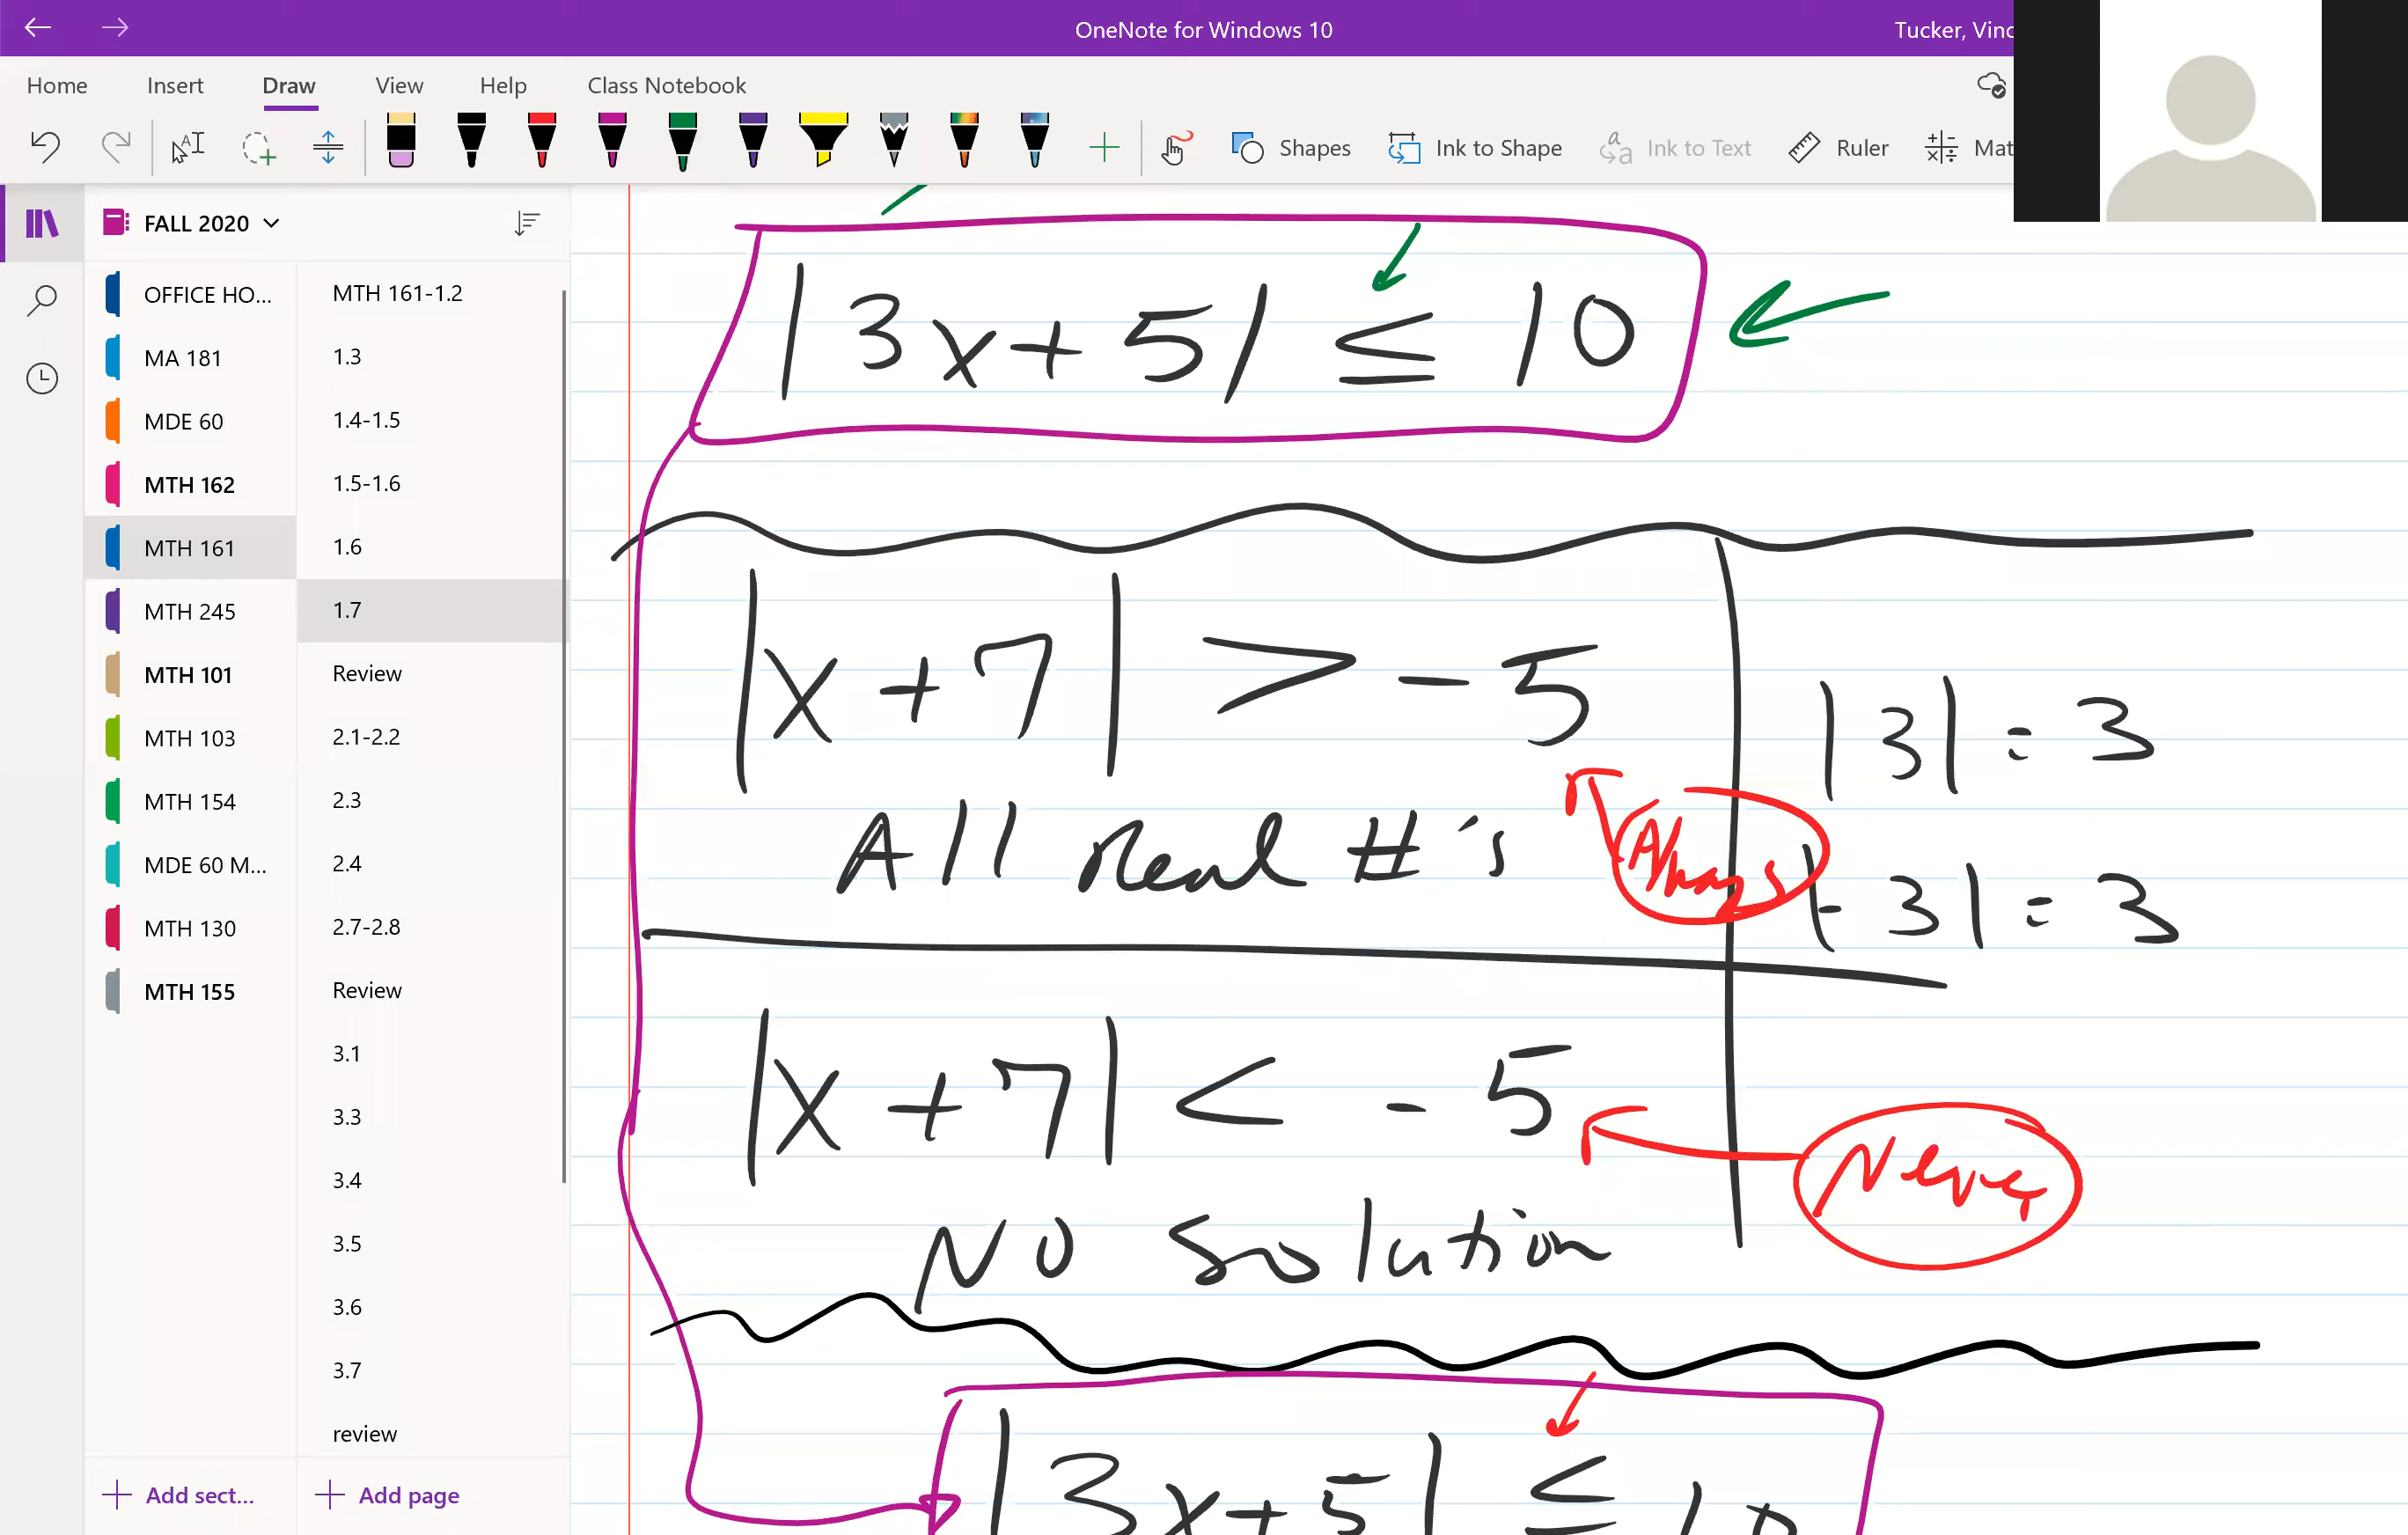 OneNote for Windows 10
Tucker, Vinc
Home Insert Draw View Help Class Notebook
Shapes Ink to Shape Ink to Text Ruler Mat
FALL 2020
OFFICE HO...
MA 181
MDE 60
MTH 162
MTH 161
MTH 245
MTH 101
MTH 103
MTH 154
MDE 60 M...
MTH 130
MTH 155
Add sect...
MTH 161-1.2
1.3
1.4-1.5
1.5-1.6
1.6
1.7
Review
2.1-2.2
2.3
2.4
2.7-2.8
Review
3.1
3.3
3.4
3.5
3.6
3.7
review
Add page
|3x+5| ≤ 10
|x+7| > -5
All Real #'s
Always
|3| = 3
|-3| = 3
|x+7| < -5
Never
No Solution
|3x+5| ≤ 10